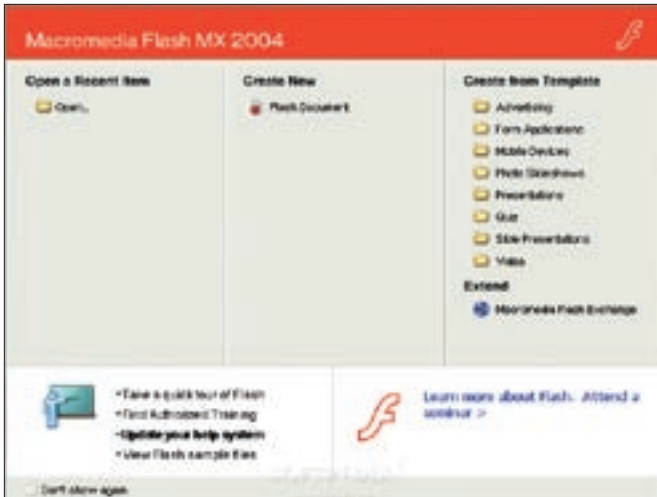 Macromedia Flash MX 2004
Open a Recent Item
Open...
Create New
Flash Document
Create from Template
Advertising
Form Applications
Mobile Devices
Photo Slideshows
Presentations
Quiz
Slide Presentations
Video
Extend
Macromedia Flash Exchange
•Take a quick tour of Flash
•Find Authorized Training
•Update your help system
•View Flash sample files
Learn more about Flash. Attend a
seminar >
Don't show again